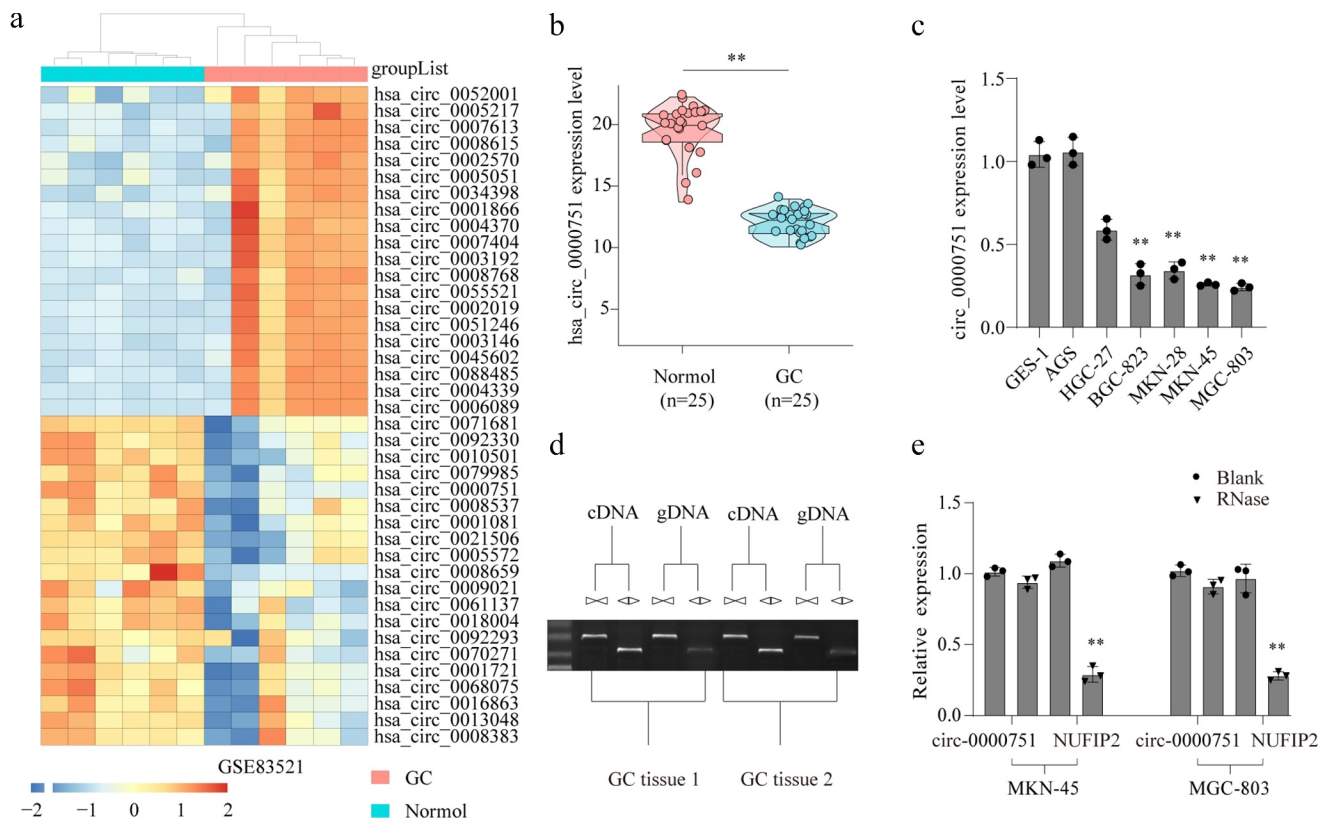 a
groupList
hsa_circ_0052001
hsa_circ_0005217
hsa_circ_0007613
hsa_circ_0008615
hsa_circ_0002570
hsa_circ_0005051
hsa_circ_0034398
hsa_circ_0001866
hsa_circ_0004370
hsa_circ_0007404
hsa_circ_0003192
hsa_circ_0008768
hsa_circ_0055521
hsa_circ_0002019
hsa_circ_0051246
hsa_circ_0003146
hsa_circ_0045602
hsa_circ_0088485
hsa_circ_0004339
hsa_circ_0006089
hsa_circ_0071681
hsa_circ_0092330
hsa_circ_0010501
hsa_circ_0079985
hsa_circ_0000751
hsa_circ_0008537
hsa_circ_0001081
hsa_circ_0021506
hsa_circ_0005572
hsa_circ_0008659
hsa_circ_0009021
hsa_circ_0061137
hsa_circ_0018004
hsa_circ_0092293
hsa_circ_0070271
hsa_circ_0001721
hsa_circ_0068075
hsa_circ_0016863
hsa_circ_0013048
hsa_circ_0008383
GSE83521
−2 −1 0 1 2
GC
Normol
b
hsa_circ_0000751 expression level
20
15
10
5
**
Normol GC
(n=25) (n=25)
c
circ_0000751 expression level
1.5
1.0
0.5
0.0
** ** ** **
GES-1 AGS HGC-27 BGC-823 MKN-28 MKN-45 MGC-803
d
cDNA gDNA cDNA gDNA
GC tissue 1 GC tissue 2
e
Blank
RNase
Relative expression
1.5
1.0
0.5
0.0
** **
circ-0000751 NUFIP2 circ-0000751 NUFIP2
MKN-45 MGC-803